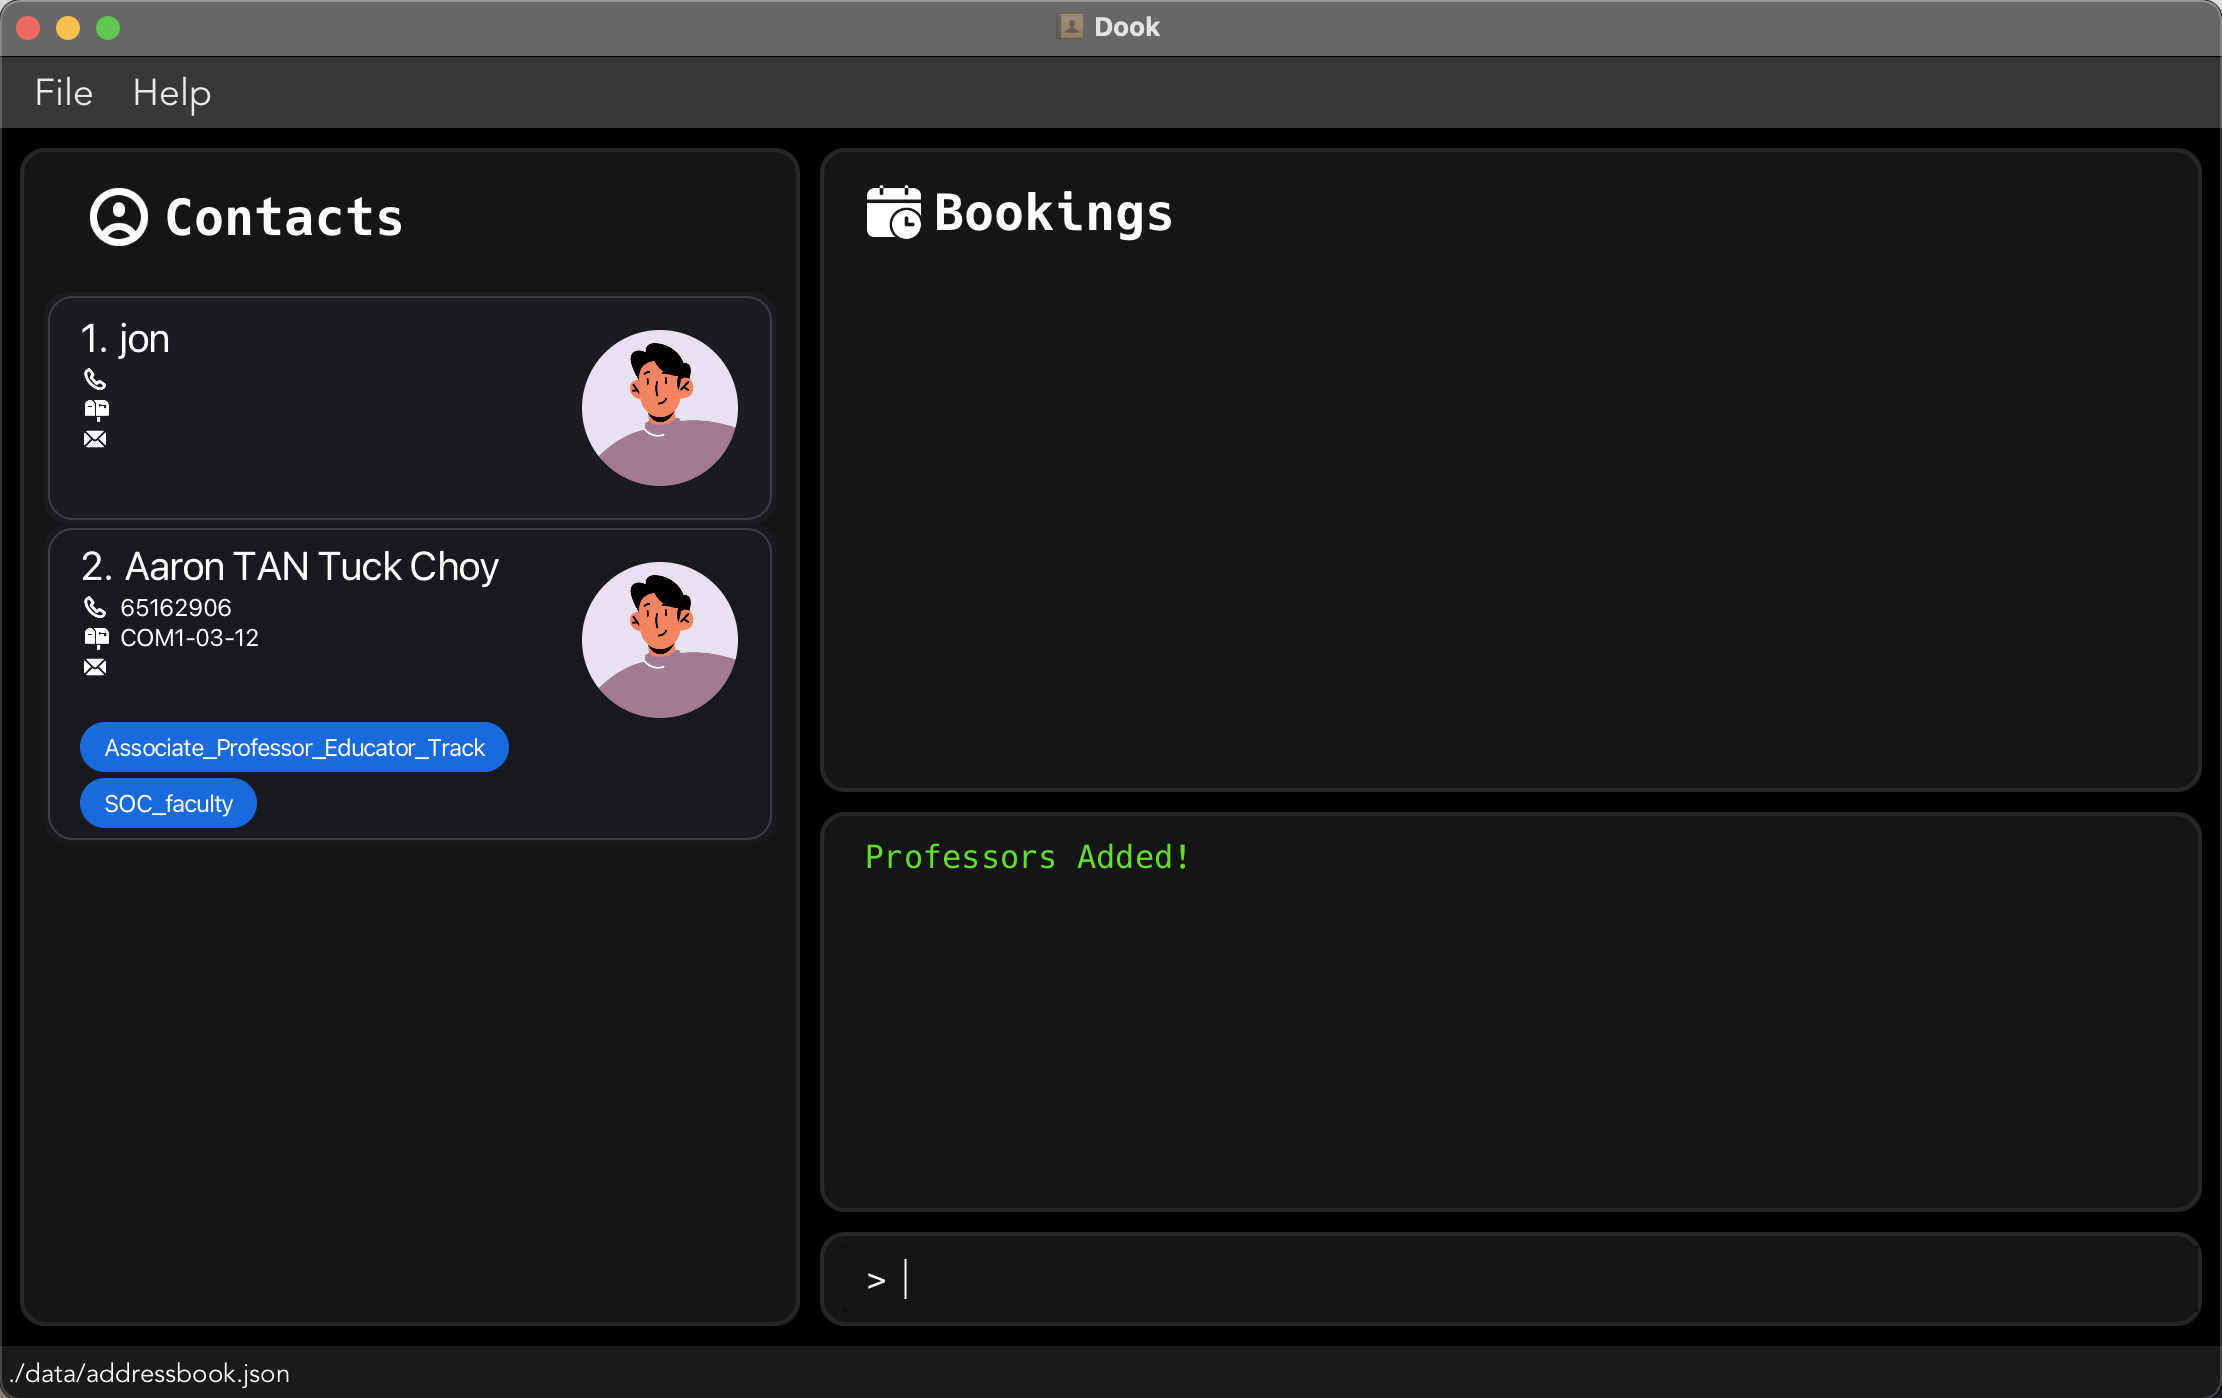 Dook
File Help
Contacts
1. jon
2. Aaron TAN Tuck Choy
65162906
COM1-03-12
Associate_Professor_Educator_Track
SOC_faculty
Bookings
Professors Added!
>
./data/addressbook.json